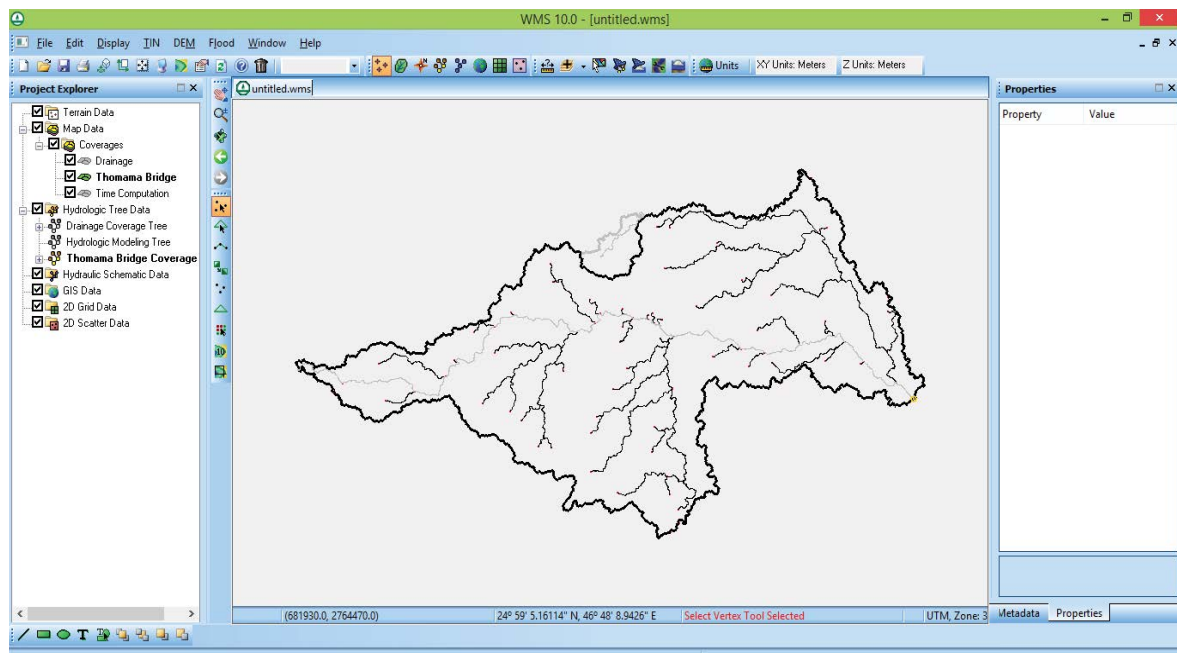 WMS 10.0 - [untitled.wms]
File Edit Display TIN DEM Flood Window Help
Units XY Units: Meters Z Units: Meters
Project Explorer
untitled.wms
Properties
Terrain Data
Map Data
Coverages
Drainage
Thomama Bridge
Time Computation
Hydrologic Tree Data
Drainage Coverage Tree
Hydrologic Modeling Tree
Thomama Bridge Coverage
Hydraulic Schematic Data
GIS Data
2D Grid Data
2D Scatter Data
Property Value
(681930.0, 2764470.0) 24° 59' 5.16114" N, 46° 48' 8.9426" E Select Vertex Tool Selected UTM, Zone: 3
Metadata Properties